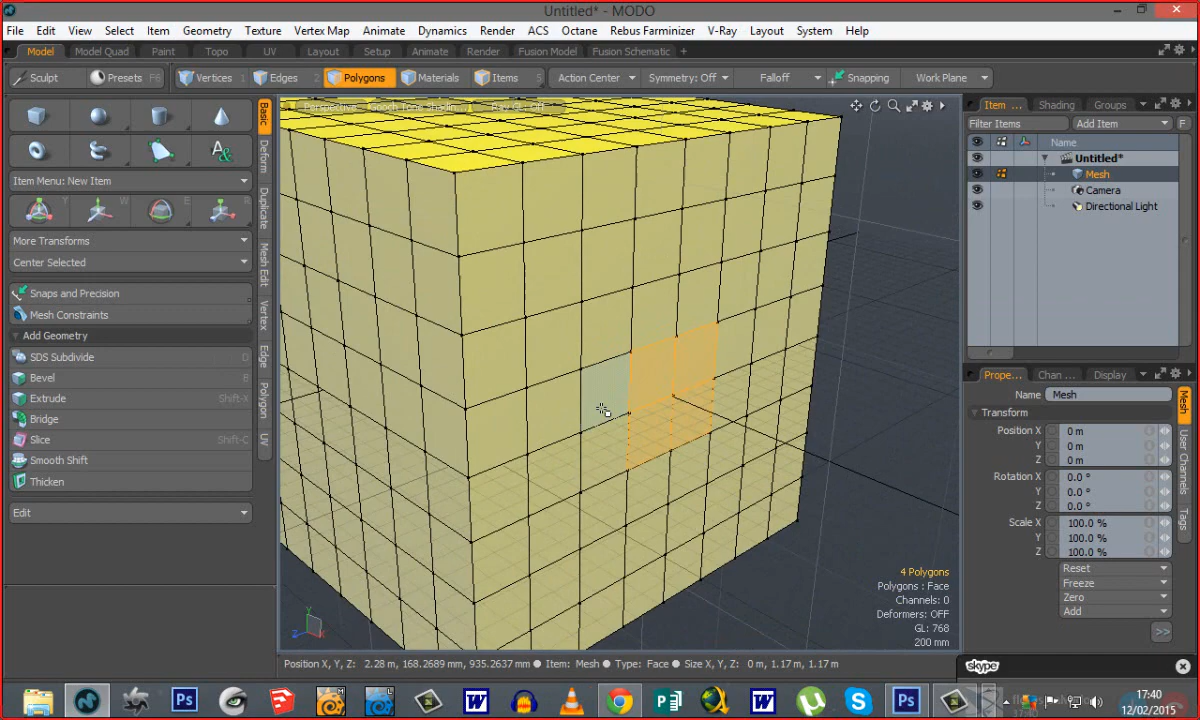 Untitled* - MODO
File Edit View Select Item Geometry Texture Vertex Map Animate Dynamics Render ACS Octane Rebus Farminizer V-Ray Layout System Help
Model Model Quad Paint Topo UV Layout Setup Animate Render Fusion Model Fusion Schematic +
Sculpt Presets F6 Vertices 1 Edges 2 Polygons Materials Items 5 Action Center Symmetry: Off Falloff Snapping Work Plane
Perspective Gooch Tone Shadin... Ray GL: Off
Basic
Deform
Duplicate
Mesh Edit
Vertex
Edge
Polygon
UV
Item Menu: New Item
Y W E R
More Transforms
Center Selected
Snaps and Precision
Mesh Constraints
Add Geometry
SDS Subdivide D
Bevel B
Extrude Shift-X
Bridge
Slice Shift-C
Smooth Shift
Thicken
Edit
4 Polygons
Polygons : Face
Channels: 0
Deformers: OFF
GL: 768
200 mm
Y
Z X
Position X, Y, Z: 2.28 m, 168.2689 mm, 935.2637 mm Item: Mesh Type: Face Size X, Y, Z: 0 m, 1.17 m, 1.17 m
Item ... Shading Groups
Filter Items Add Item F
Name
Untitled*
Mesh
Camera
Directional Light
Prope... Chan ... Display
Name Mesh
Transform
Position X 0 m
Y 0 m
Z 0 m
Rotation X 0.0 °
Y 0.0 °
Z 0.0 °
Scale X 100.0 %
Y 100.0 %
Z 100.0 %
Reset
Freeze
Zero
Add
>>
Mesh
User Channels
Tags
skype
17:40
12/02/2015